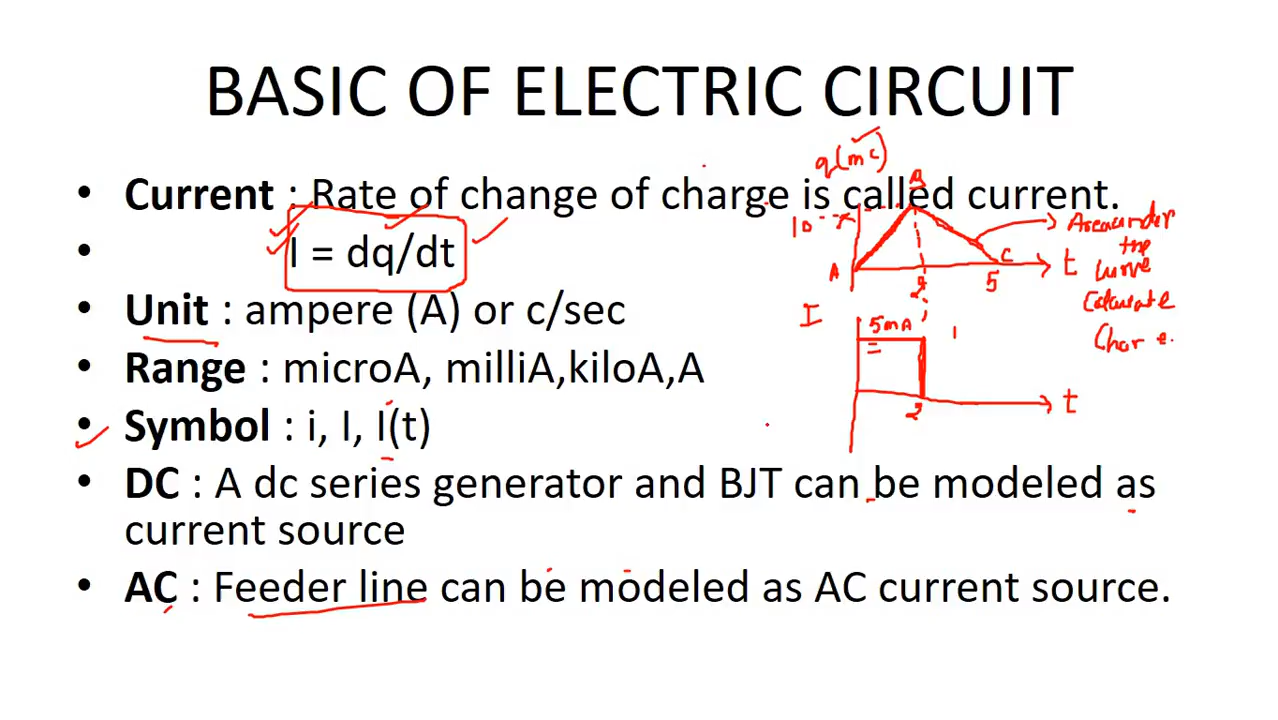 BASIC OF ELECTRIC CIRCUIT
• Current : Rate of change of charge is called current.
• I = dq/dt
• Unit : ampere (A) or c/sec
• Range : microA, milliA,kiloA,A
• Symbol : i, I, I(t)
• DC : A dc series generator and BJT can be modeled as
current source
• AC : Feeder line can be modeled as AC current source.
q(mc)
B
10
A
C
t
2
5
Area under
the
curve
Calculate
I
5mA
2
t